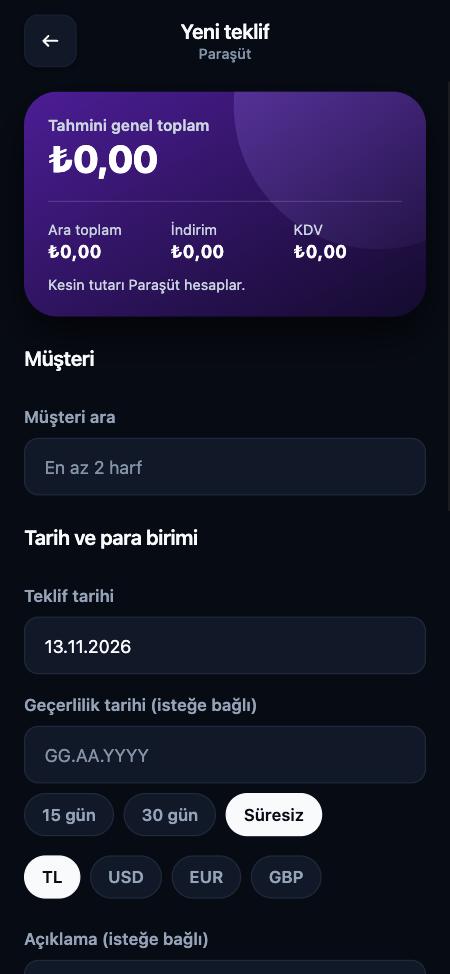 Yeni teklif
Paraşüt
Tahmini genel toplam
₺0,00
Ara toplam İndirim KDV
₺0,00 ₺0,00 ₺0,00
Kesin tutarı Paraşüt hesaplar.
Müşteri
Müşteri ara
En az 2 harf
Tarih ve para birimi
Teklif tarihi
13.11.2026
Geçerlilik tarihi (isteğe bağlı)
GG.AA.YYYY
15 gün 30 gün Süresiz
TL USD EUR GBP
Açıklama (isteğe bağlı)